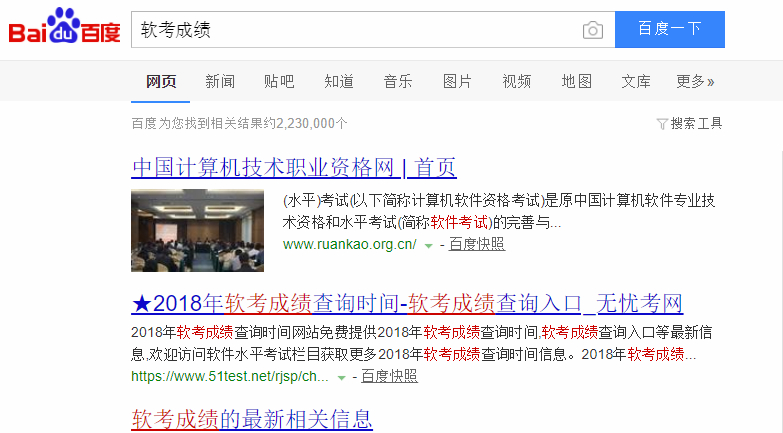 Bai du 百度
软考成绩
百度一下
网页 新闻 贴吧 知道 音乐 图片 视频 地图 文库 更多»
百度为您找到相关结果约2,230,000个 搜索工具
中国计算机技术职业资格网 | 首页
(水平)考试(以下简称计算机软件资格考试)是原中国计算机软件专业技
术资格和水平考试(简称软件考试)的完善与...
www.ruankao.org.cn/ - 百度快照
★2018年软考成绩查询时间-软考成绩查询入口_无忧考网
2018年软考成绩查询时间网站免费提供2018年软考成绩查询时间,软考成绩查询入口等最新信
息,欢迎访问软件水平考试栏目获取更多2018年软考成绩查询时间信息。2018年软考成绩...
https://www.51test.net/rjsp/ch... - 百度快照
软考成绩的最新相关信息